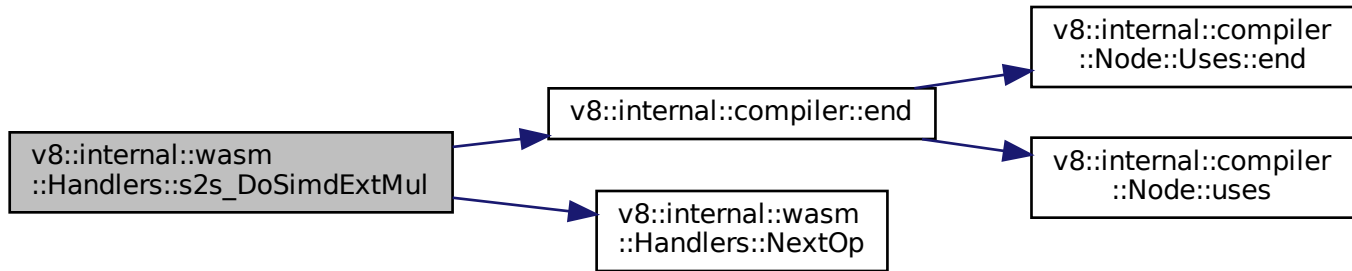 v8::internal::wasm
::Handlers::s2s_DoSimdExtMul
v8::internal::compiler::end
v8::internal::wasm
::Handlers::NextOp
v8::internal::compiler
::Node::Uses::end
v8::internal::compiler
::Node::uses